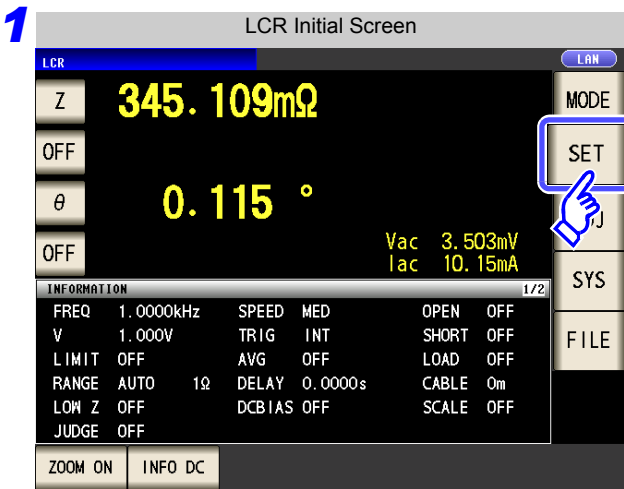 1
LCR Initial Screen
LCR
LAN
Z
345.109mΩ
MODE
OFF
SET
θ
0.115 °
OFF
Vac 3.503mV
Iac 10.15mA
SYS
INFORMATION 1/2
FREQ 1.0000kHz SPEED MED OPEN OFF
V 1.000V TRIG INT SHORT OFF
FILE
LIMIT OFF AVG OFF LOAD OFF
RANGE AUTO 1Ω DELAY 0.0000s CABLE 0m
LOW Z OFF DCBIAS OFF SCALE OFF
JUDGE OFF
ZOOM ON INFO DC